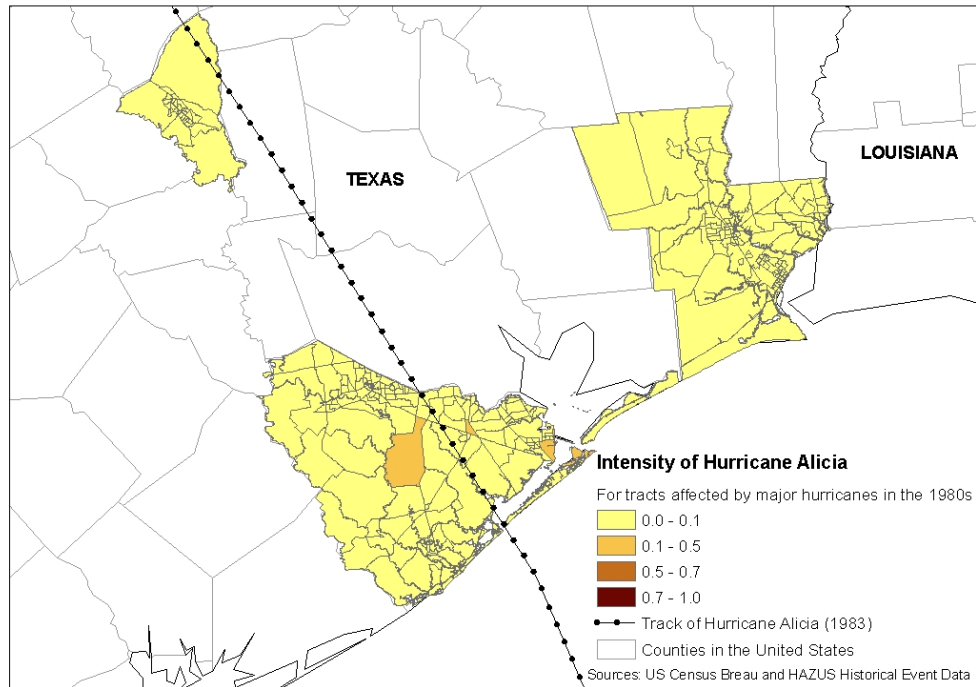 TEXAS
LOUISIANA
Intensity of Hurricane Alicia
For tracts affected by major hurricanes in the 1980s
0.0 - 0.1
0.1 - 0.5
0.5 - 0.7
0.7 - 1.0
Track of Hurricane Alicia (1983)
Counties in the United States
Sources: US Census Breau and HAZUS Historical Event Data